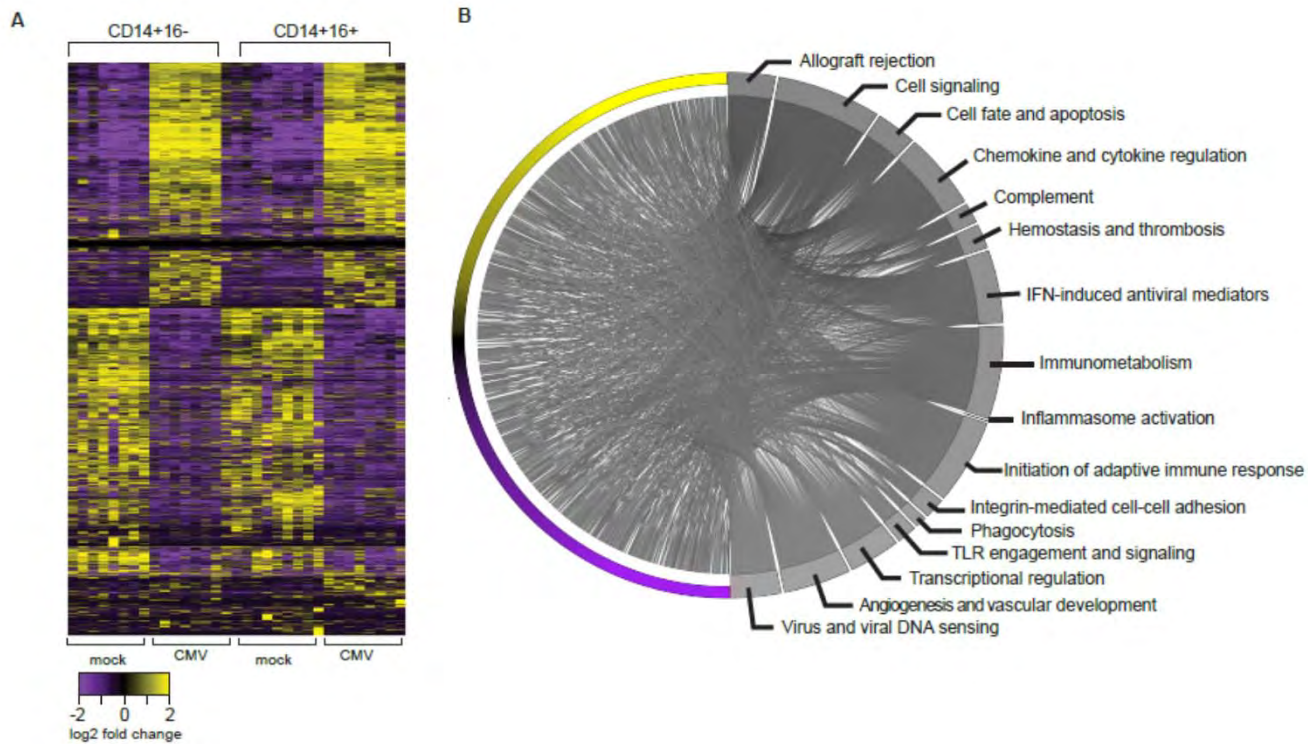 A
B
CD14+16-
CD14+16+
mock
CMV
mock
CMV
-2 0 2
log2 fold change
Allograft rejection
Cell signaling
Cell fate and apoptosis
Chemokine and cytokine regulation
Complement
Hemostasis and thrombosis
IFN-induced antiviral mediators
Immunometabolism
Inflammasome activation
Initiation of adaptive immune response
Integrin-mediated cell-cell adhesion
Phagocytosis
TLR engagement and signaling
Transcriptional regulation
Angiogenesis and vascular development
Virus and viral DNA sensing